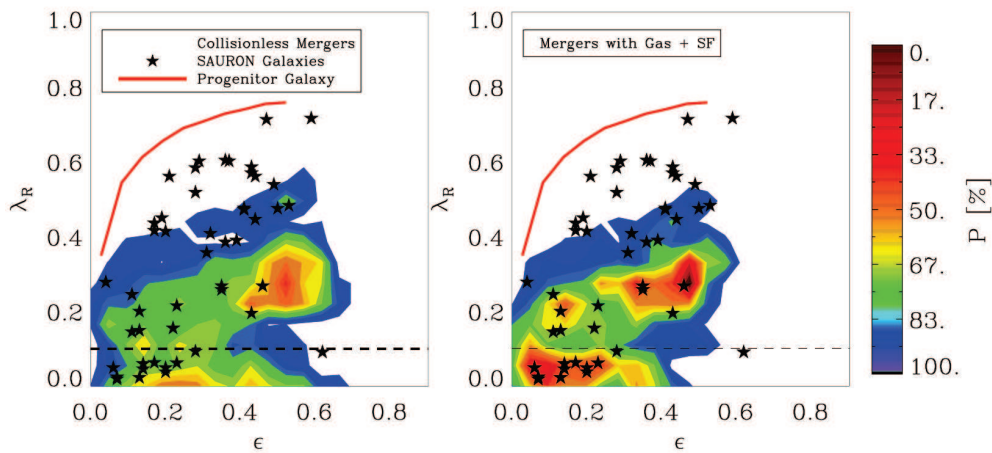 1.0
0.8
0.6
0.4
0.2
0.0
λ_R
Collisionless Mergers
SAURON Galaxies
Progenitor Galaxy
0.0 0.2 0.4 0.6 0.8
ϵ
1.0
0.8
0.6
0.4
0.2
0.0
λ_R
Mergers with Gas + SF
0.0 0.2 0.4 0.6 0.8
ϵ
0.
17.
33.
50.
67.
83.
100.
P [%]